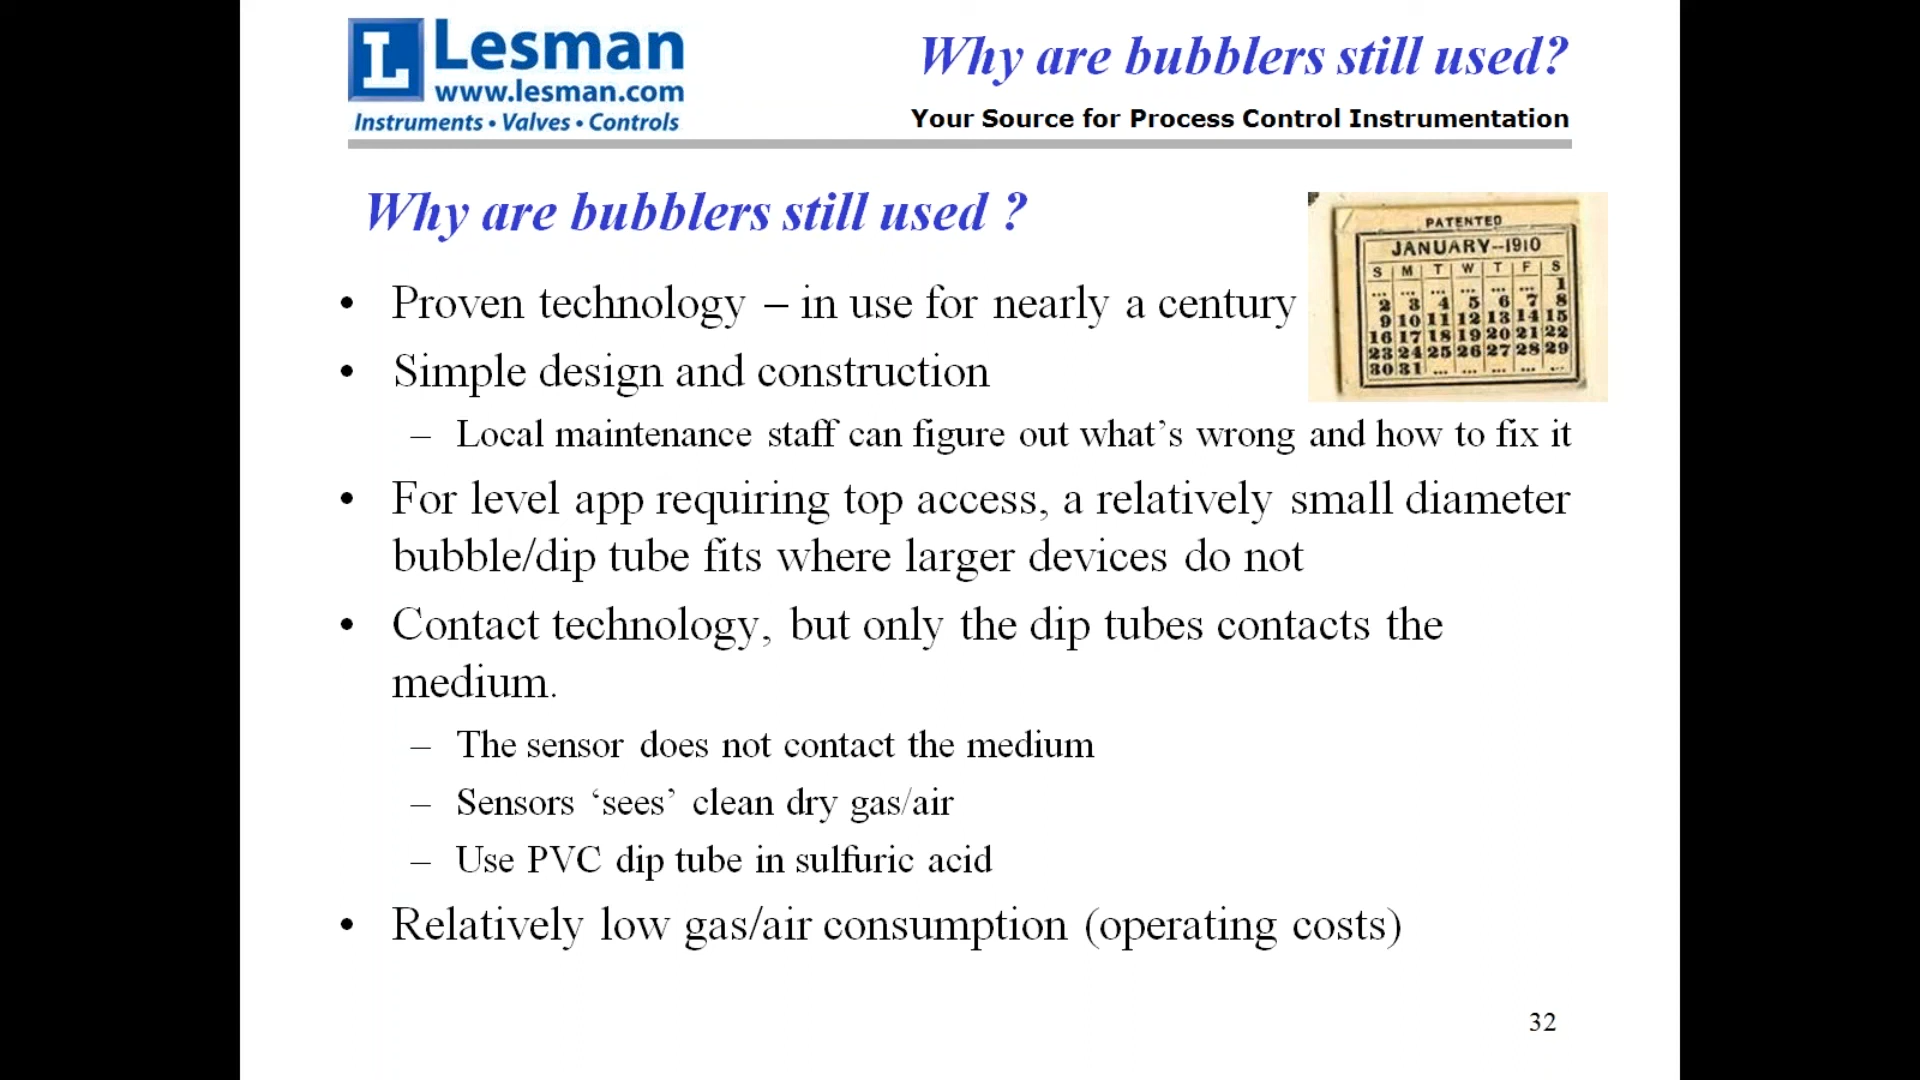 L Lesman
www.lesman.com
Instruments • Valves • Controls
Why are bubblers still used?
Your Source for Process Control Instrumentation
Why are bubblers still used ?
PATENTED
JANUARY--1910
S M T W T F S
... ... ... ... ... ... 1
2 3 4 5 6 7 8
9 10 11 12 13 14 15
16 17 18 19 20 21 22
23 24 25 26 27 28 29
30 31 ... ... ... ... ...
• Proven technology – in use for nearly a century
• Simple design and construction
– Local maintenance staff can figure out what’s wrong and how to fix it
• For level app requiring top access, a relatively small diameter
bubble/dip tube fits where larger devices do not
• Contact technology, but only the dip tubes contacts the
medium.
– The sensor does not contact the medium
– Sensors ‘sees’ clean dry gas/air
– Use PVC dip tube in sulfuric acid
• Relatively low gas/air consumption (operating costs)
32